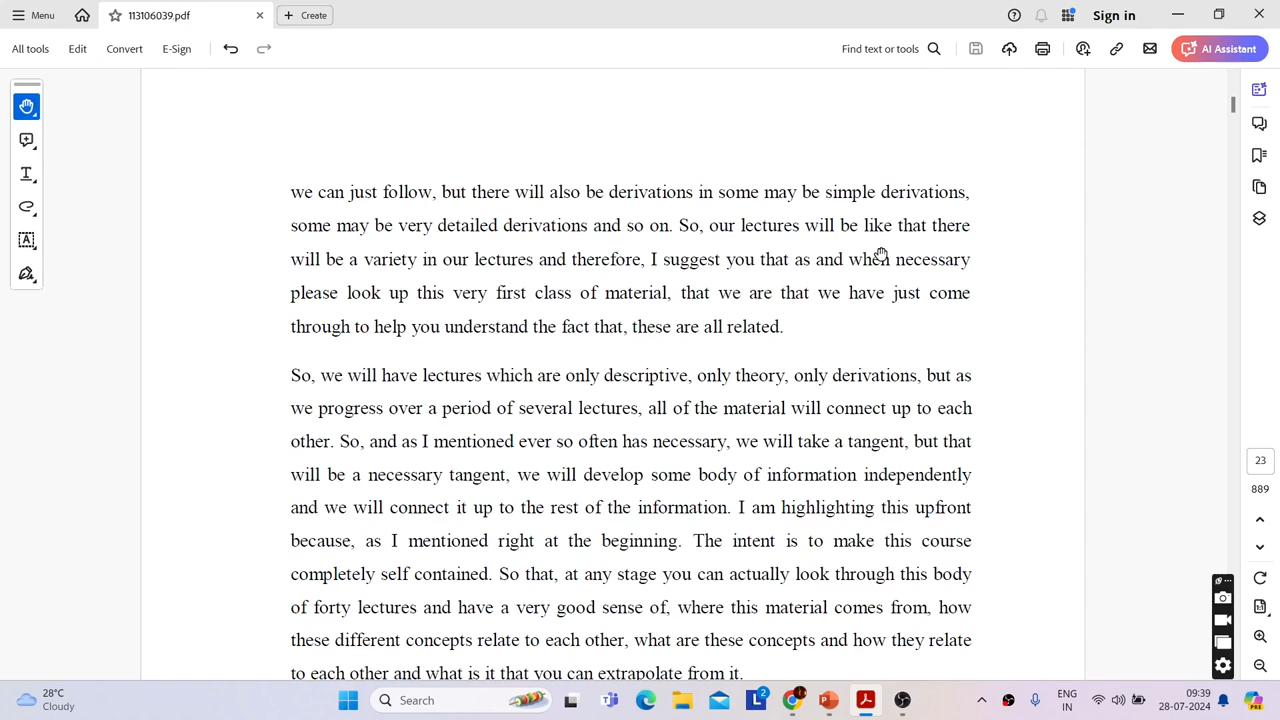 Menu
113106039.pdf
Create
Sign in
All tools
Edit
Convert
E-Sign
Find text or tools
AI Assistant
we can just follow, but there will also be derivations in some may be simple derivations,
some may be very detailed derivations and so on. So, our lectures will be like that there
will be a variety in our lectures and therefore, I suggest you that as and when necessary
please look up this very first class of material, that we are that we have just come
through to help you understand the fact that, these are all related.
So, we will have lectures which are only descriptive, only theory, only derivations, but as
we progress over a period of several lectures, all of the material will connect up to each
other. So, and as I mentioned ever so often has necessary, we will take a tangent, but that
will be a necessary tangent, we will develop some body of information independently
and we will connect it up to the rest of the information. I am highlighting this upfront
because, as I mentioned right at the beginning. The intent is to make this course
completely self contained. So that, at any stage you can actually look through this body
of forty lectures and have a very good sense of, where this material comes from, how
these different concepts relate to each other, what are these concepts and how they relate
to each other and what is it that you can extrapolate from it.
23
889
28°C
Cloudy
Search
2
ENG
IN
09:39
28-07-2024
PRE